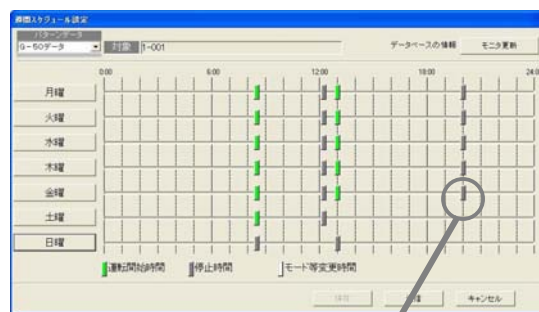 週間スケジュール設定
パターンデータ
G-50データ 対象 1-001 データベースの情報 モニタ更新
0:00 6:00 12:00 18:00 24:0
月曜
火曜
水曜
木曜
金曜
土曜
日曜
運転開始時間 停止時間 モード等変更時間
キャンセル